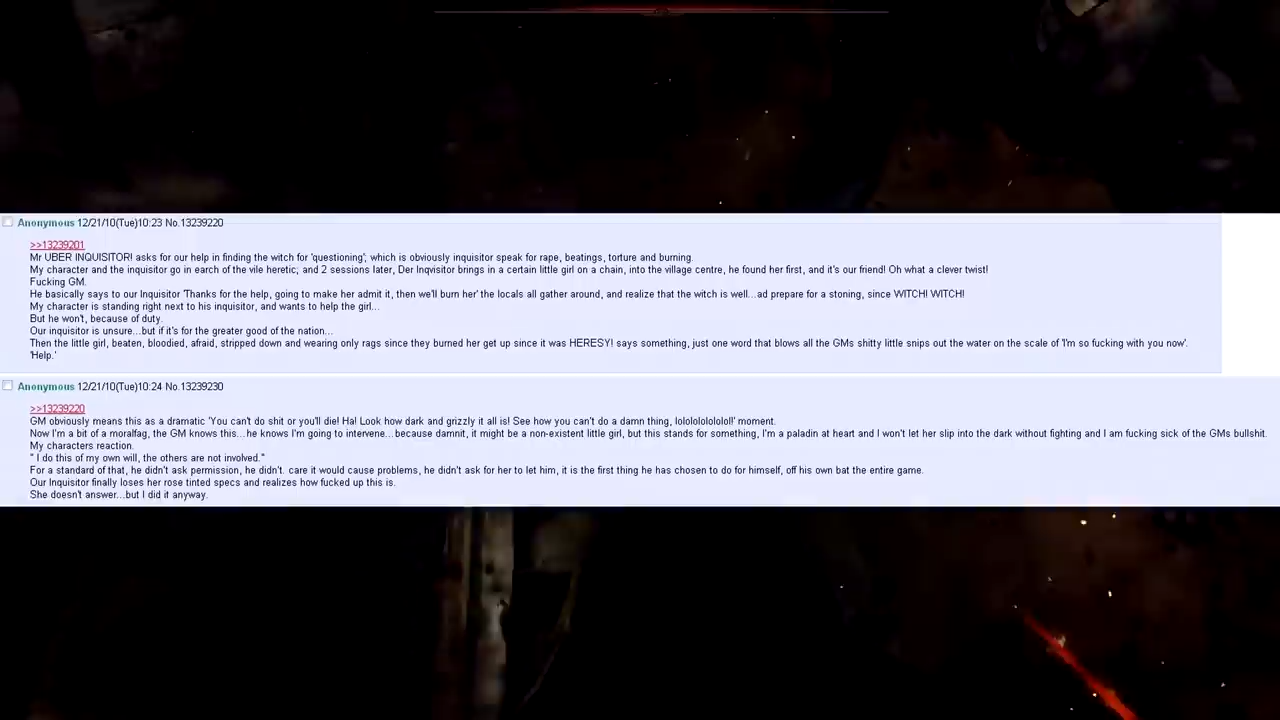 Anonymous 12/21/10(Tue)10:23 No.13239220
>>13239201
Mr UBER INQUISITOR! asks for our help in finding the witch for 'questioning'; which is obviously inquisitor speak for rape, beatings, torture and burning.
My character and the inquisitor go in earch of the vile heretic; and 2 sessions later, Der Inqvisitor brings in a certain little girl on a chain, into the village centre, he found her first, and it's our friend! Oh what a clever twist!
Fucking GM.
He basically says to our Inquisitor 'Thanks for the help, going to make her admit it, then we'll burn her' the locals all gather around, and realize that the witch is well...ad prepare for a stoning, since WITCH! WITCH!
My character is standing right next to his inquisitor, and wants to help the girl...
But he won't, because of duty.
Our inquisitor is unsure...but if it's for the greater good of the nation...
Then the little girl, beaten, bloodied, afraid, stripped down and wearing only rags since they burned her get up since it was HERESY! says something, just one word that blows all the GMs shitty little snips out the water on the scale of 'I'm so fucking with you now'.
'Help.'
Anonymous 12/21/10(Tue)10:24 No.13239230
>>13239220
GM obviously means this as a dramatic 'You can't do shit or you'll die! Ha! Look how dark and grizzly it all is! See how you can't do a damn thing, lolololololol!' moment.
Now I'm a bit of a moralfag, the GM knows this...he knows I'm going to intervene...because damnit, it might be a non-existent little girl, but this stands for something, I'm a paladin at heart and I won't let her slip into the dark without fighting and I am fucking sick of the GMs bullshit.
My characters reaction.
" I do this of my own will, the others are not involved."
For a standard of that, he didn't ask permission, he didn't. care it would cause problems, he didn't ask for her to let him, it is the first thing he has chosen to do for himself, off his own bat the entire game.
Our Inquisitor finally loses her rose tinted specs and realizes how fucked up this is.
She doesn't answer...but I did it anyway.